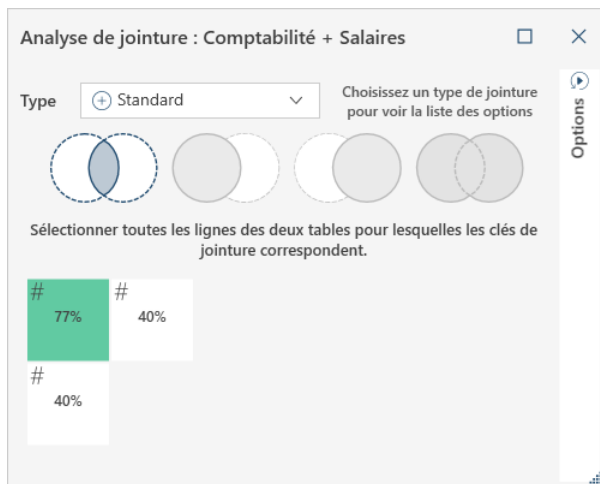 Analyse de jointure : Comptabilité + Salaires
Type
Standard
Choisissez un type de jointure
pour voir la liste des options
Options
Sélectionner toutes les lignes des deux tables pour lesquelles les clés de
jointure correspondent.
# #
77% 40%
#
40%